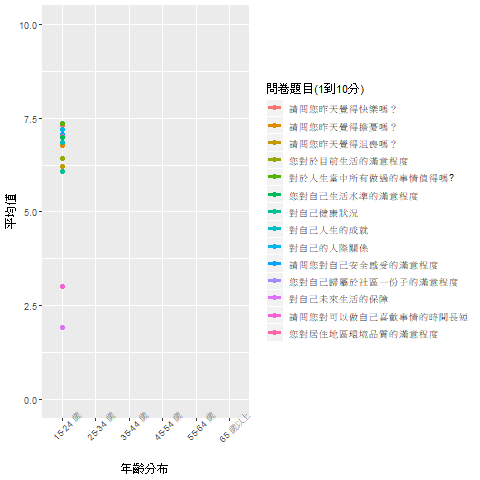 10.0
7.5
5.0
2.5
0.0
平均值
15-24 歲
25-34 歲
35-44 歲
45-54 歲
55-64 歲
65 歲以上
年齡分布
問卷題目(1到10分)
請問您昨天覺得快樂嗎？
請問您昨天覺得擔憂嗎？
請問您昨天覺得沮喪嗎？
您對於目前生活的滿意程度
對於人生當中所有做過的事情值得嗎?
您對自己生活水準的滿意程度
對自己健康狀況
對自己人生的成就
對自己的人際關係
請問您對自己安全感受的滿意程度
您對自己歸屬於社區一份子的滿意程度
對自己未來生活的保障
請問您對可以做自己喜歡事情的時間長短
您對居住地區環境品質的滿意程度